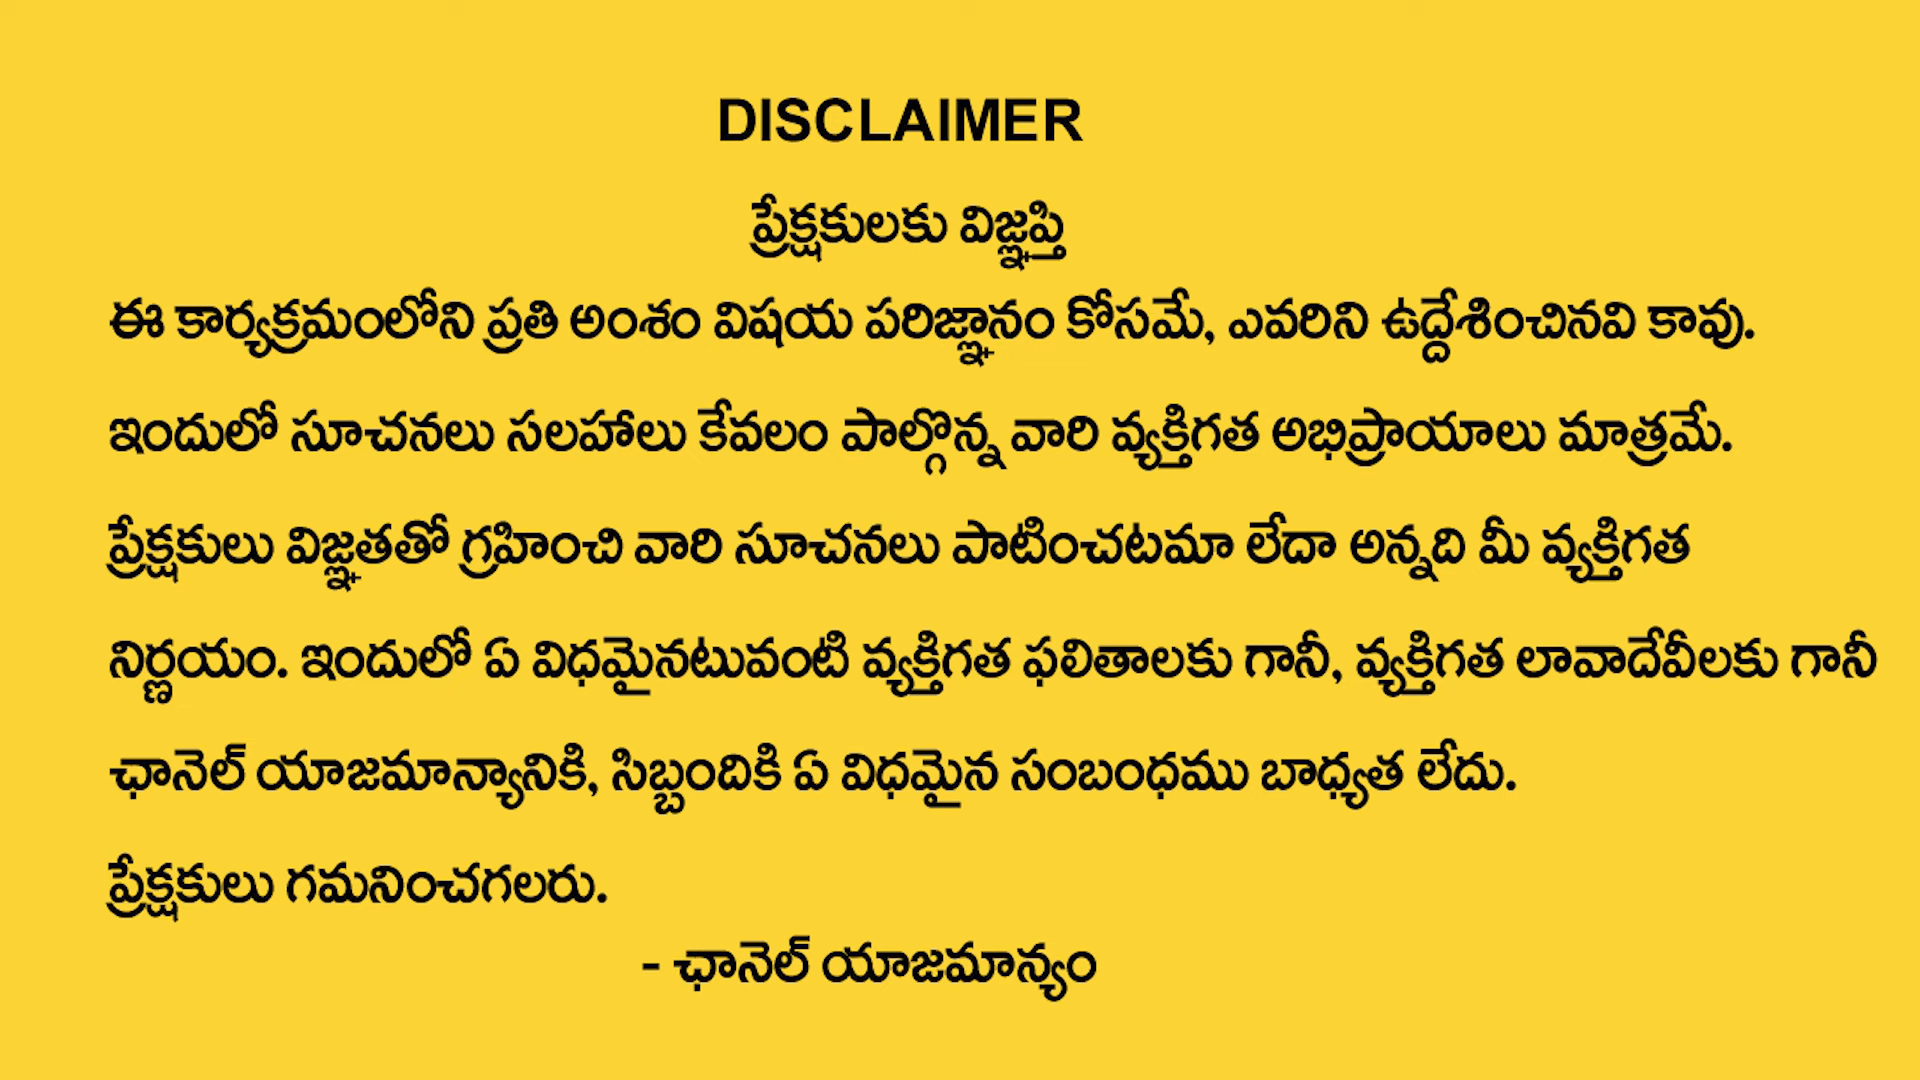 DISCLAIMER
ప్రేక్షకులకు విజ్ఞప్తి
ఈ కార్యక్రమంలోని ప్రతి అంశం విషయ పరిజ్ఞానం కోసమే, ఎవరిని ఉద్దేశించినవి కావు.
ఇందులో సూచనలు సలహాలు కేవలం పాల్గొన్న వారి వ్యక్తిగత అభిప్రాయాలు మాత్రమే.
ప్రేక్షకులు విజ్ఞతతో గ్రహించి వారి సూచనలు పాటించటమా లేదా అన్నది మీ వ్యక్తిగత
నిర్ణయం. ఇందులో ఏ విధమైనటువంటి వ్యక్తిగత ఫలితాలకు గానీ, వ్యక్తిగత లావాదేవీలకు గానీ
ఛానెల్ యాజమాన్యానికి, సిబ్బందికి ఏ విధమైన సంబంధము బాధ్యత లేదు.
ప్రేక్షకులు గమనించగలరు.
- ఛానెల్ యాజమాన్యం